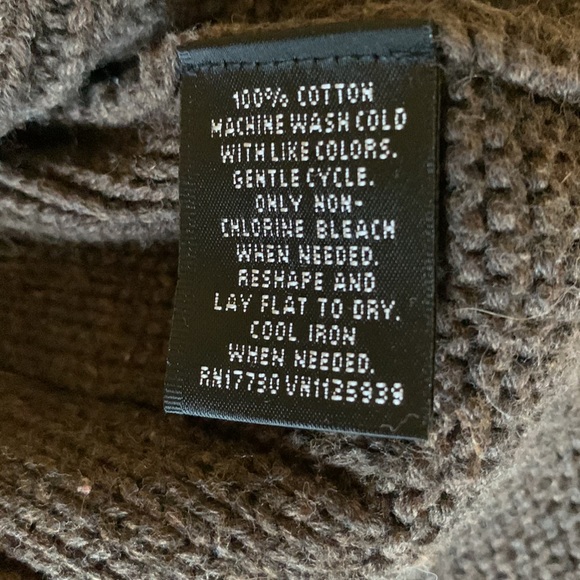 100% COTTON
MACHINE WASH COLD
WITH LIKE COLORS.
GENTLE CYCLE.
ONLY NON-
CHLORINE BLEACH
WHEN NEEDED.
RESHAPE AND
LAY FLAT TO DRY.
COOL IRON
WHEN NEEDED.
RN17730 VN1125939